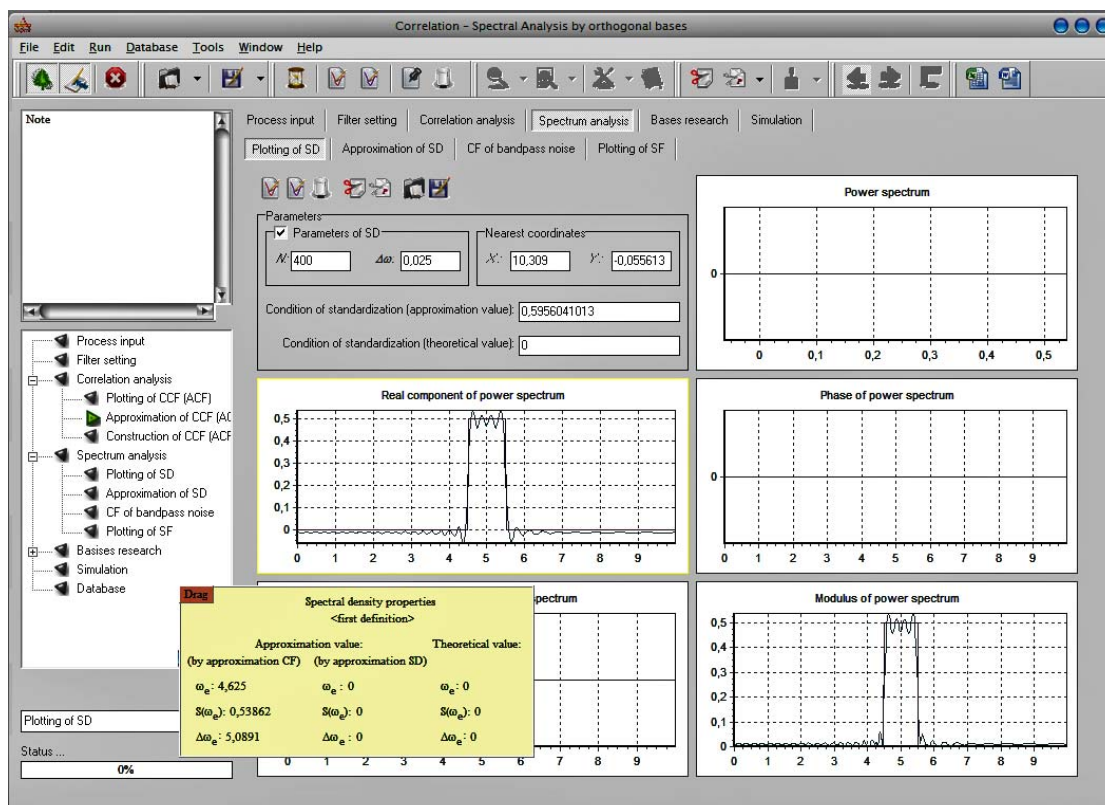 Correlation - Spectral Analysis by orthogonal bases
File Edit Run Database Tools Window Help
Note
Process input Filter setting Correlation analysis Spectrum analysis Bases research Simulation
Plotting of SD Approximation of SD CF of bandpass noise Plotting of SF
Parameters
Parameters of SD
N: 400 Δω: 0,025
Nearest coordinates
X: 10,309 Y: -0,055613
Condition of standardization (approximation value): 0,5956041013
Condition of standardization (theoretical value): 0
Power spectrum
0
0 0,1 0,2 0,3 0,4 0,5
Process input
Filter setting
Correlation analysis
Plotting of CCF (ACF)
Approximation of CCF (AC
Construction of CCF (ACF
Spectrum analysis
Plotting of SD
Approximation of SD
CF of bandpass noise
Plotting of SF
Basises research
Simulation
Database
Real component of power spectrum
0,5
0,4
0,3
0,2
0,1
0
0 1 2 3 4 5 6 7 8 9
Phase of power spectrum
0
0 1 2 3 4 5 6 7 8 9
Drag
Spectral density properties
<first definition>
Approximation value: Theoretical value:
(by approximation CF) (by approximation SD)
ωe: 4,625 ωe: 0 ωe: 0
S(ωe): 0,53862 S(ωe): 0 S(ωe): 0
Δωe: 5,0891 Δωe: 0 Δωe: 0
spectrum
0 1 2 3 4 5 6 7 8 9
Modulus of power spectrum
0,5
0,4
0,3
0,2
0,1
0
0 1 2 3 4 5 6 7 8 9
Plotting of SD
Status ...
0%